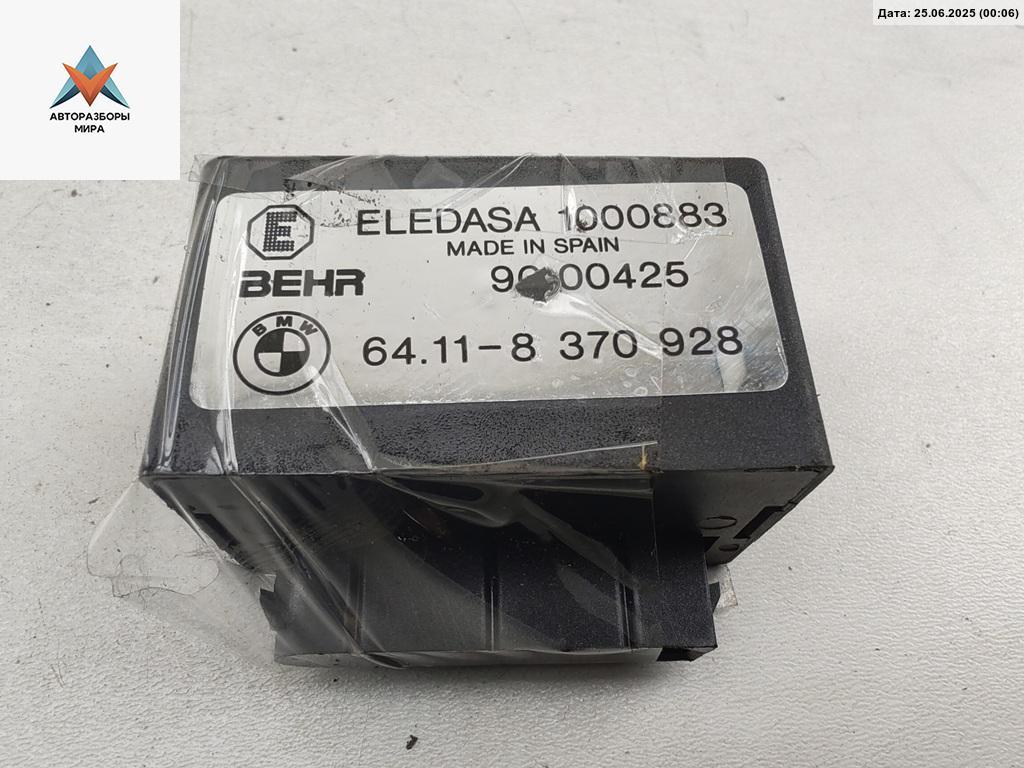 Дата: 25.06.2025 (00:06)
АВТОРАЗБОРЫ
МИРА
E ELEDASA 1000883
MADE IN SPAIN
BEHR
BMW
64.11-8 370 928